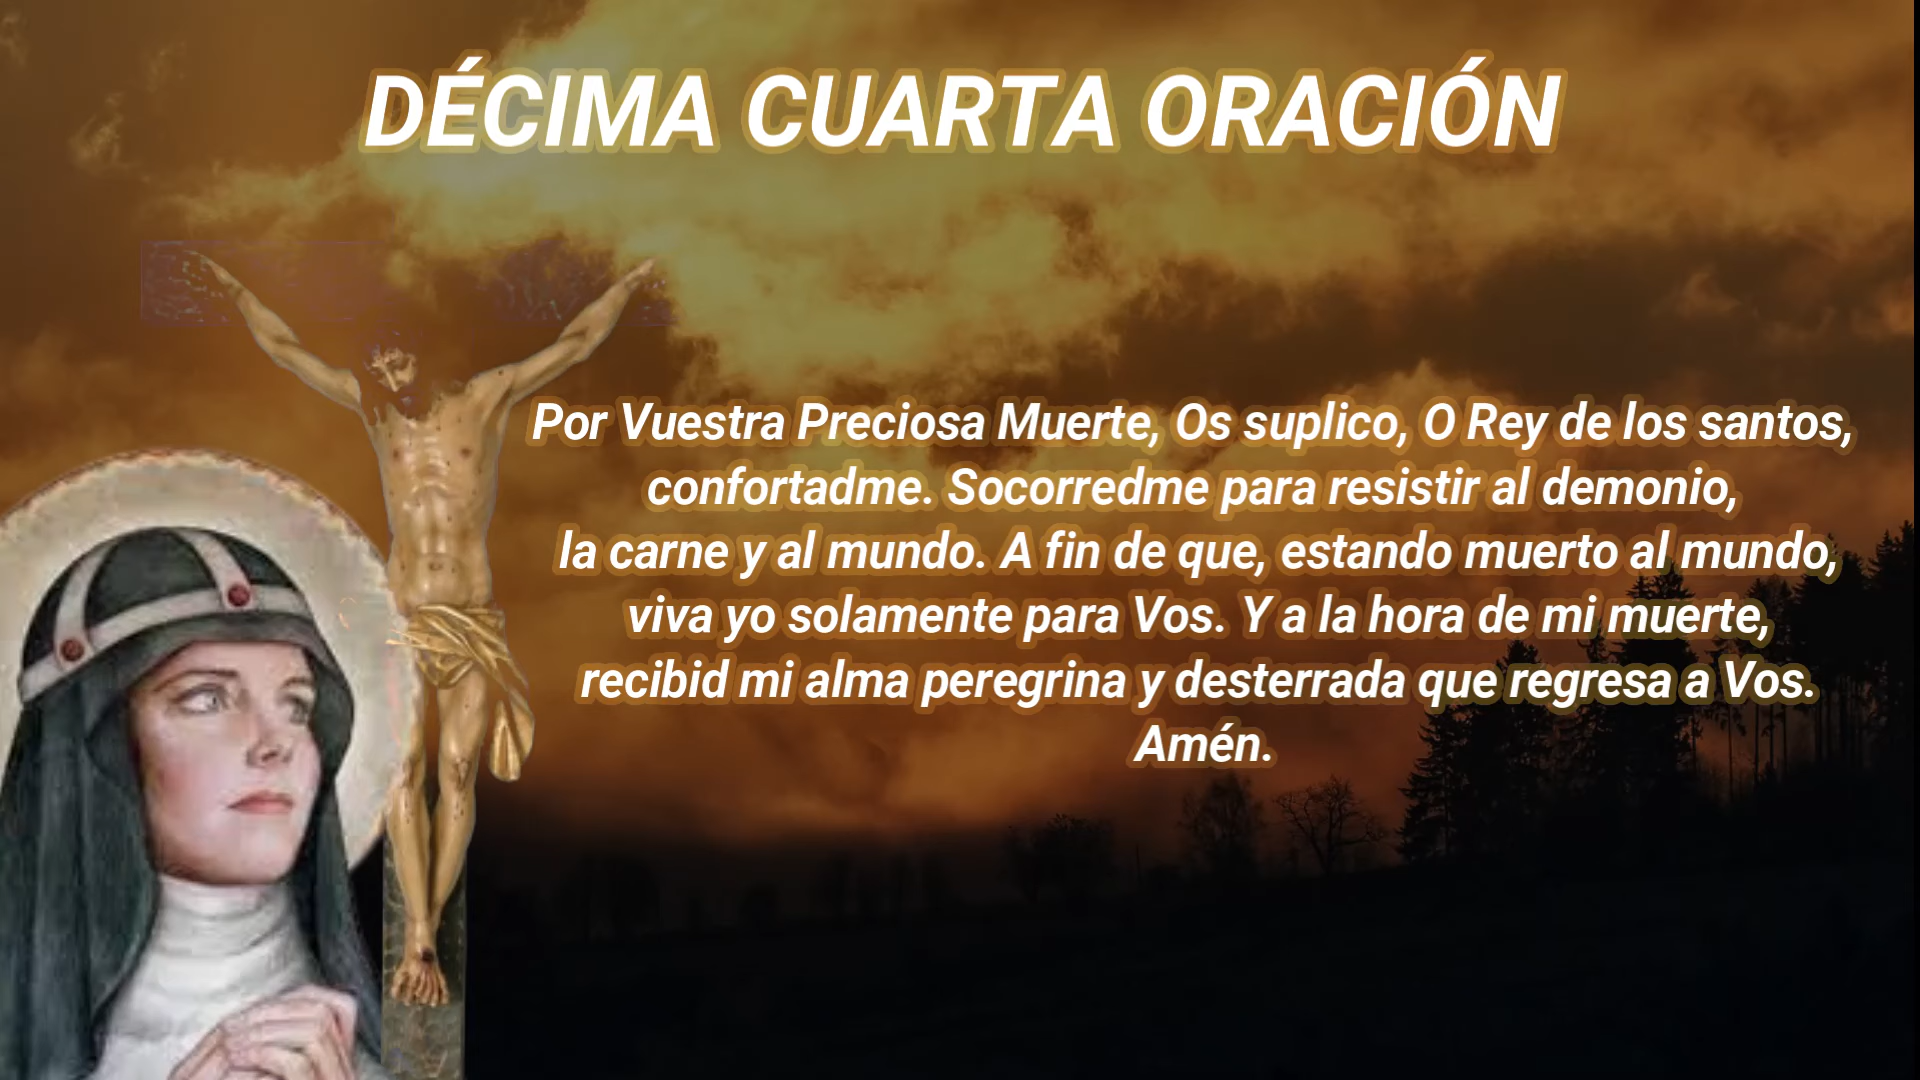 DÉCIMA CUARTA ORACIÓN
Por Vuestra Preciosa Muerte, Os suplico, O Rey de los santos,
confortadme. Socorredme para resistir al demonio,
la carne y al mundo. A fin de que, estando muerto al mundo,
viva yo solamente para Vos. Y a la hora de mi muerte,
recibid mi alma peregrina y desterrada que regresa a Vos.
Amén.